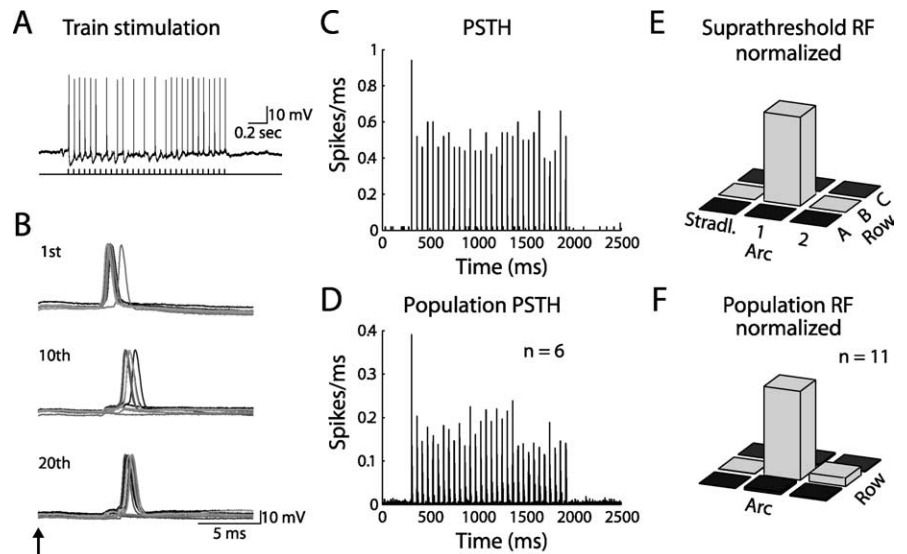 A
Train stimulation
10 mV
0.2 sec
B
1st
10th
20th
10 mV
5 ms
C
PSTH
Spikes/ms
1
0.8
0.6
0.4
0.2
0
0 500 1000 1500 2000 2500
Time (ms)
D
Population PSTH
n = 6
Spikes/ms
0.4
0.3
0.2
0.1
0
0 500 1000 1500 2000 2500
Time (ms)
E
Suprathreshold RF
normalized
Stradl.
1
2
Arc
A
B
C
Row
F
Population RF
normalized
n = 11
Arc
Row